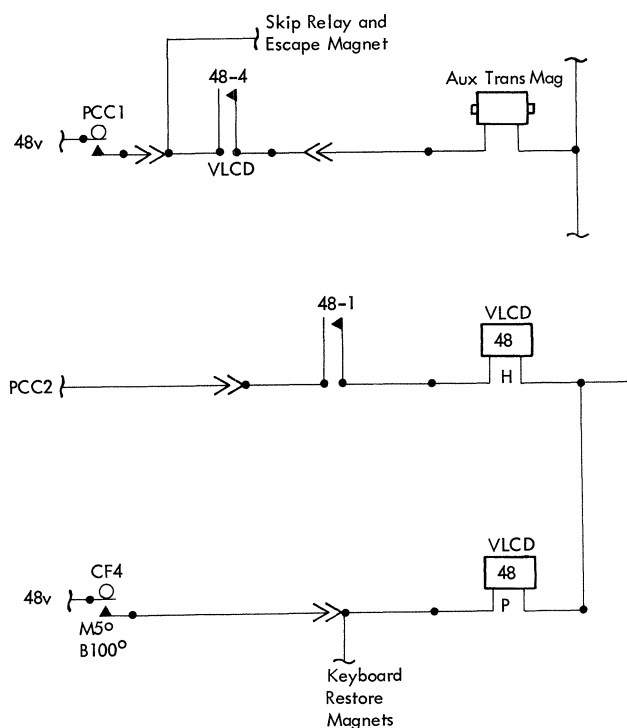 Skip Relay and
Escape Magnet
48-4
Aux Trans Mag
PCC1
48v
VLCD
48-1
VLCD
48
H
PCC2
VLCD
48
P
CF4
48v
M5°
B100°
Keyboard
Restore
Magnets